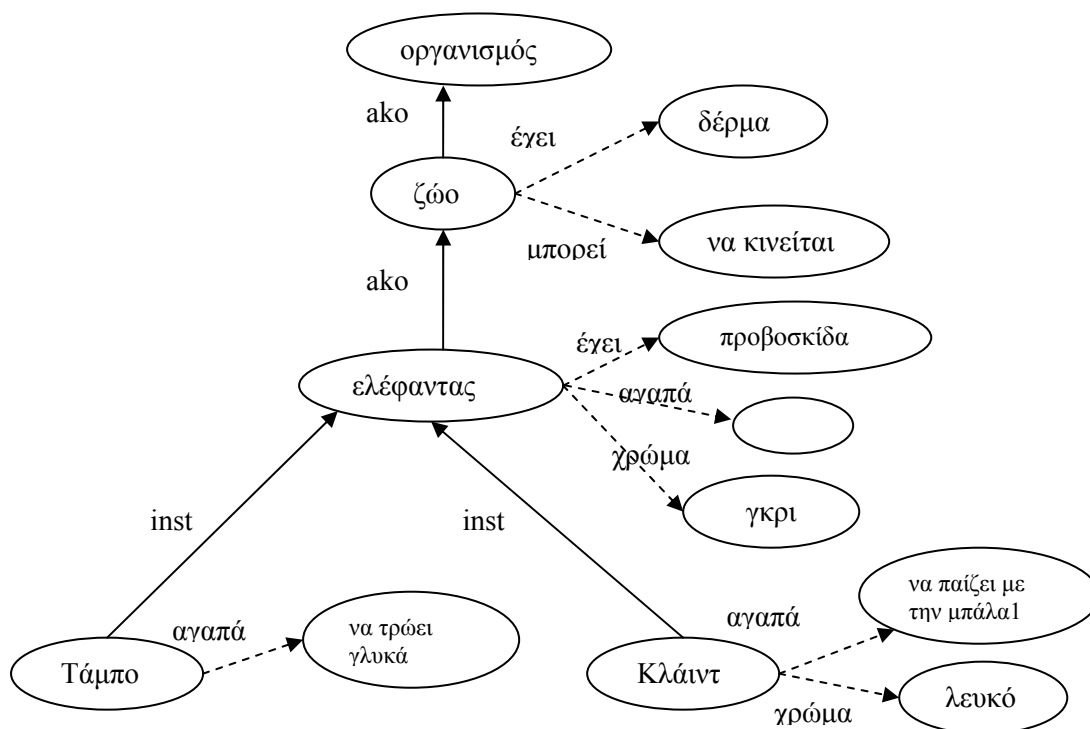 οργανισμός
ako
έχει
δέρμα
ζώο
μπορεί
να κινείται
ako
έχει
προβοσκίδα
ελέφαντας
αγαπά
χρώμα
γκρι
inst
inst
να παίζει με
την μπάλα1
αγαπά
αγαπά
να τρώει
γλυκά
Τάμπο
Κλάιντ
λευκό
χρώμα